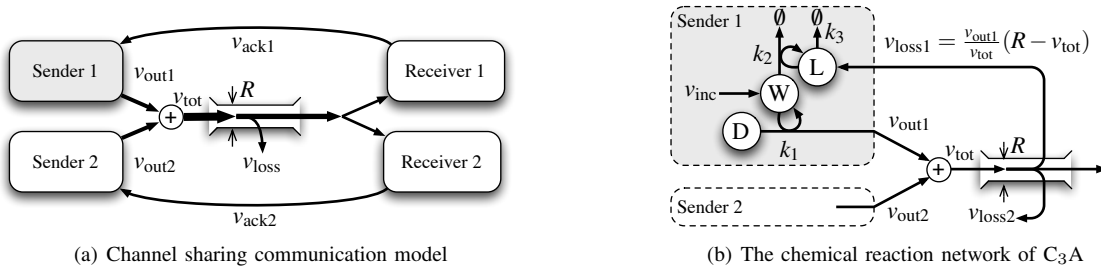 Sender 1
Sender 2
v_out1
v_out2
+
v_tot
R
v_loss
v_ack1
v_ack2
Receiver 1
Receiver 2
(a) Channel sharing communication model
Sender 1
∅ ∅
k_3
k_2
L
v_inc
W
D
k_1
v_loss1 = v_out1/v_tot (R − v_tot)
v_out1
v_tot
R
+
Sender 2
v_out2
v_loss2
(b) The chemical reaction network of C_3A